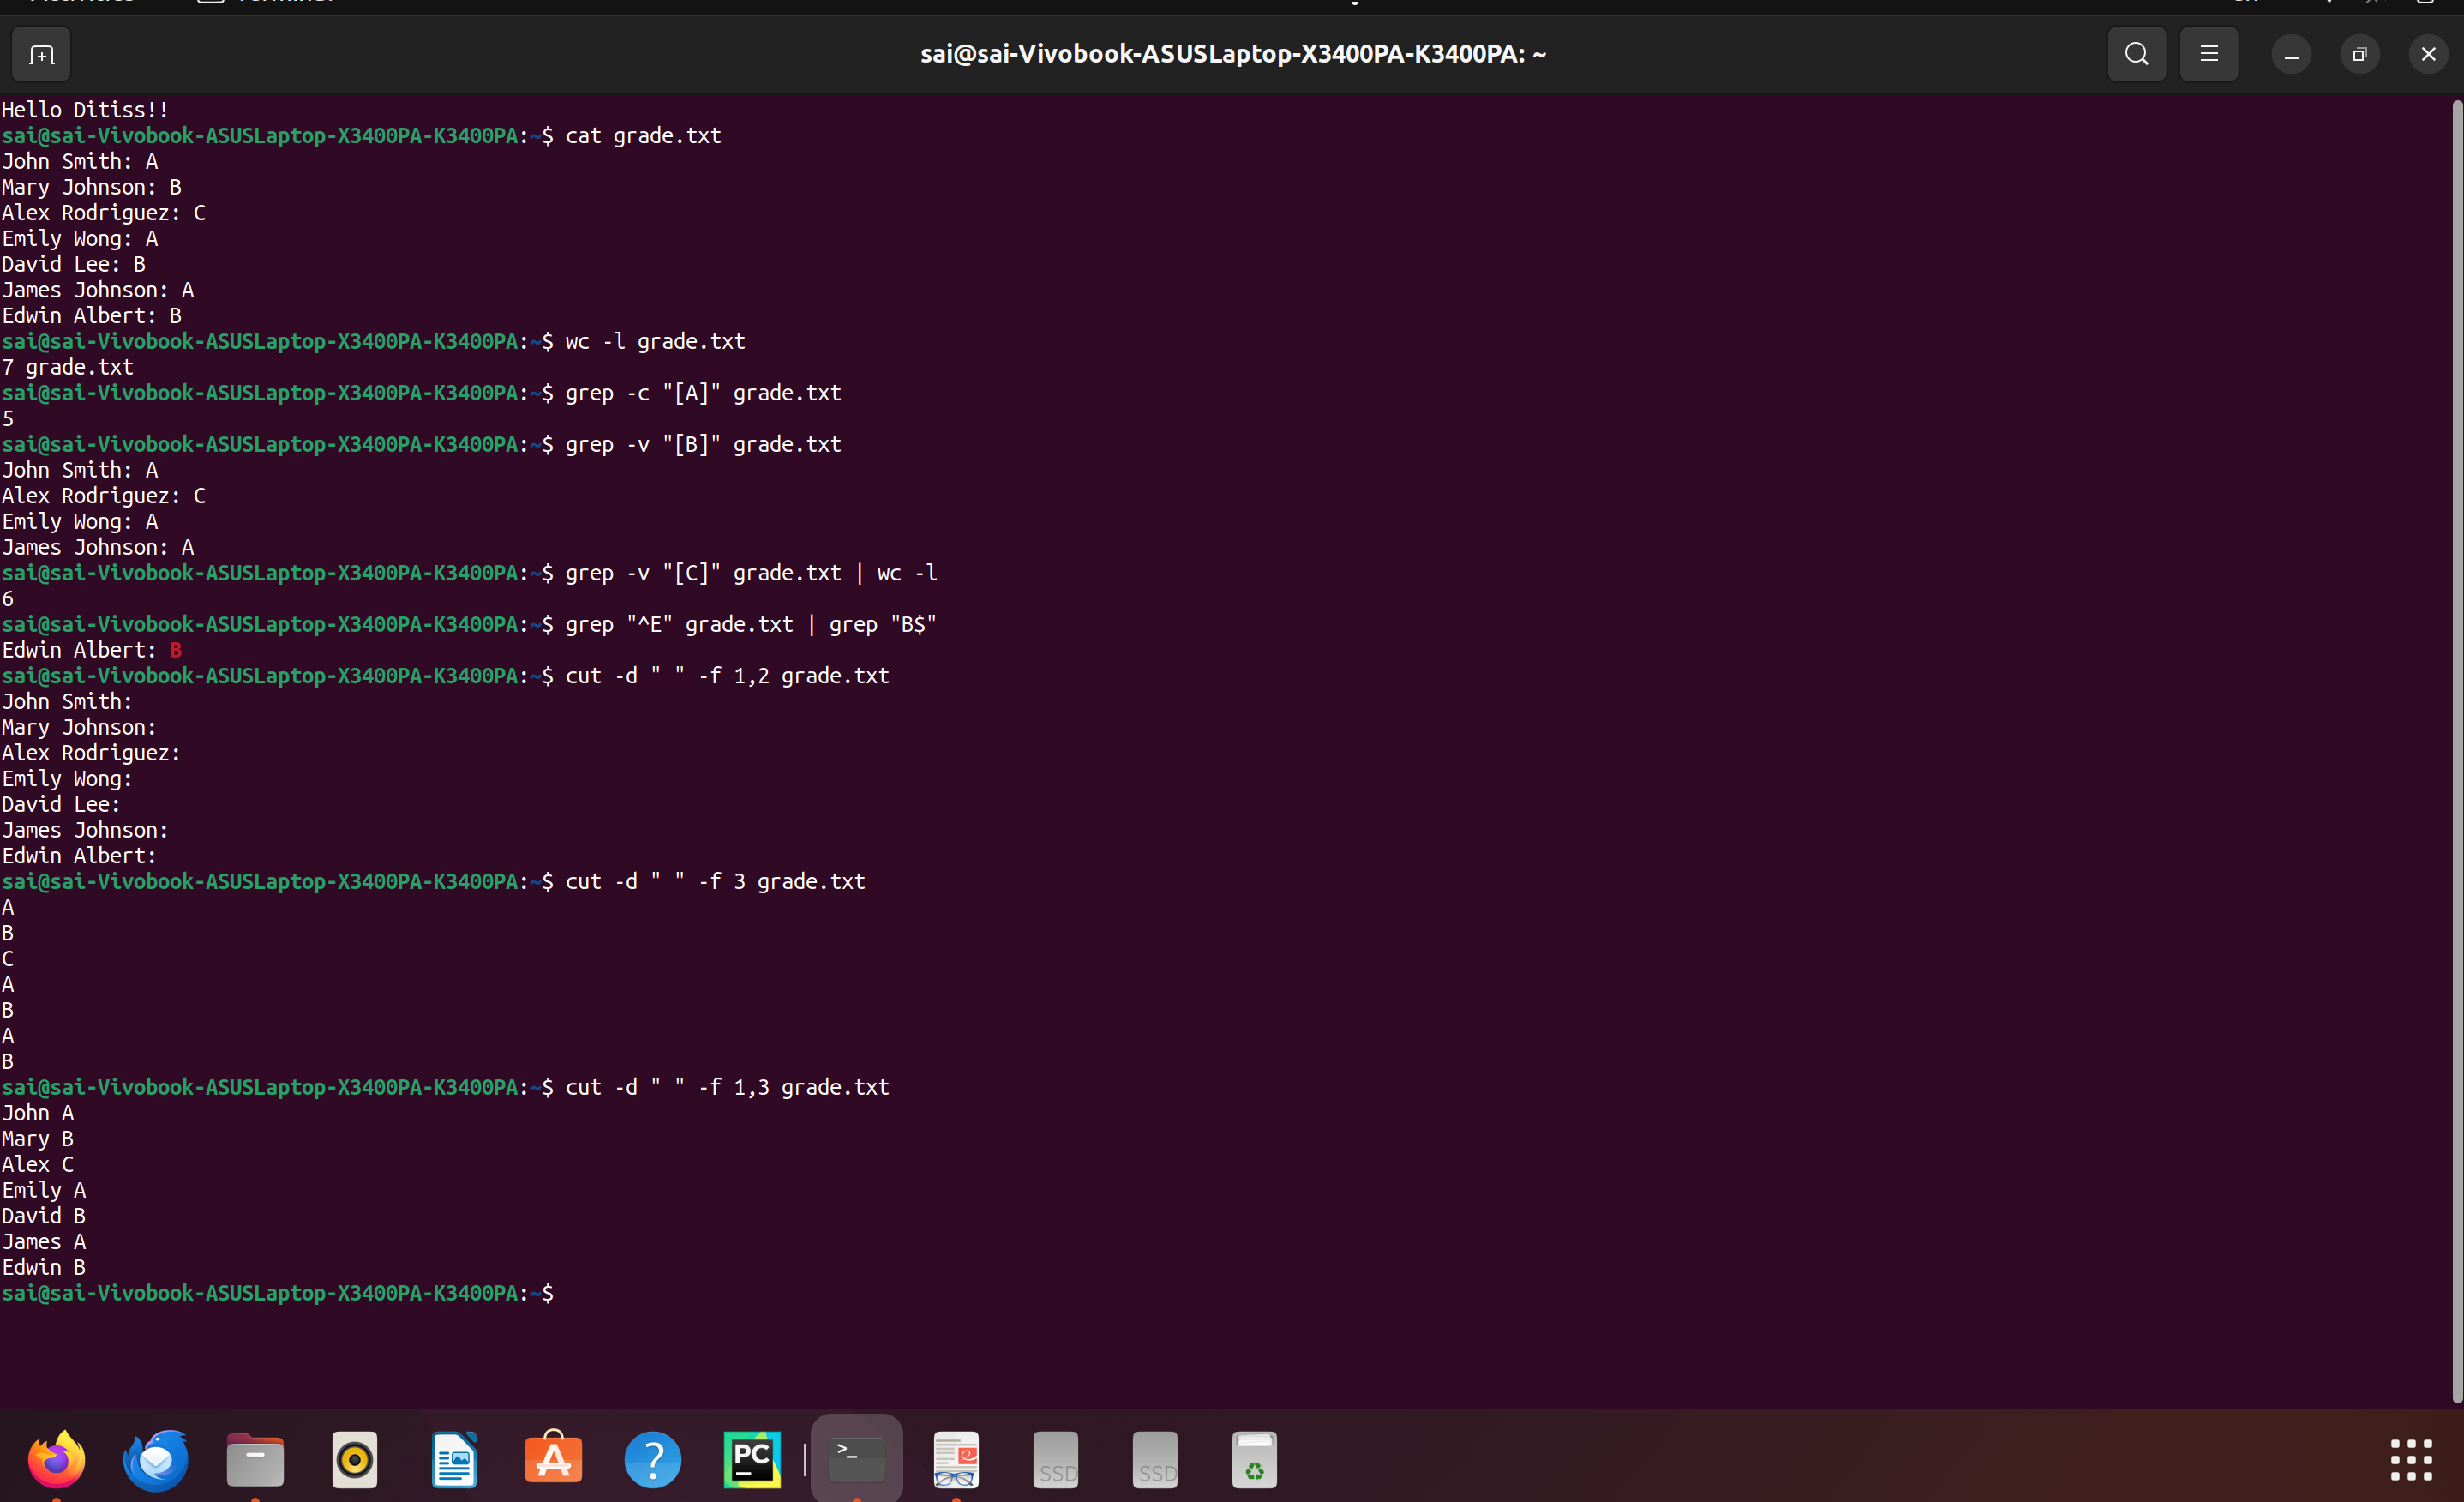 sai@sai-Vivobook-ASUSLaptop-X3400PA-K3400PA: ~
Hello Ditiss!!
sai@sai-Vivobook-ASUSLaptop-X3400PA-K3400PA:~$ cat grade.txt
John Smith: A
Mary Johnson: B
Alex Rodriguez: C
Emily Wong: A
David Lee: B
James Johnson: A
Edwin Albert: B
sai@sai-Vivobook-ASUSLaptop-X3400PA-K3400PA:~$ wc -l grade.txt
7 grade.txt
sai@sai-Vivobook-ASUSLaptop-X3400PA-K3400PA:~$ grep -c "[A]" grade.txt
5
sai@sai-Vivobook-ASUSLaptop-X3400PA-K3400PA:~$ grep -v "[B]" grade.txt
John Smith: A
Alex Rodriguez: C
Emily Wong: A
James Johnson: A
sai@sai-Vivobook-ASUSLaptop-X3400PA-K3400PA:~$ grep -v "[C]" grade.txt | wc -l
6
sai@sai-Vivobook-ASUSLaptop-X3400PA-K3400PA:~$ grep "^E" grade.txt | grep "B$"
Edwin Albert: B
sai@sai-Vivobook-ASUSLaptop-X3400PA-K3400PA:~$ cut -d " " -f 1,2 grade.txt
John Smith:
Mary Johnson:
Alex Rodriguez:
Emily Wong:
David Lee:
James Johnson:
Edwin Albert:
sai@sai-Vivobook-ASUSLaptop-X3400PA-K3400PA:~$ cut -d " " -f 3 grade.txt
A
B
C
A
B
A
B
sai@sai-Vivobook-ASUSLaptop-X3400PA-K3400PA:~$ cut -d " " -f 1,3 grade.txt
John A
Mary B
Alex C
Emily A
David B
James A
Edwin B
sai@sai-Vivobook-ASUSLaptop-X3400PA-K3400PA:~$
PC
SSD
SSD